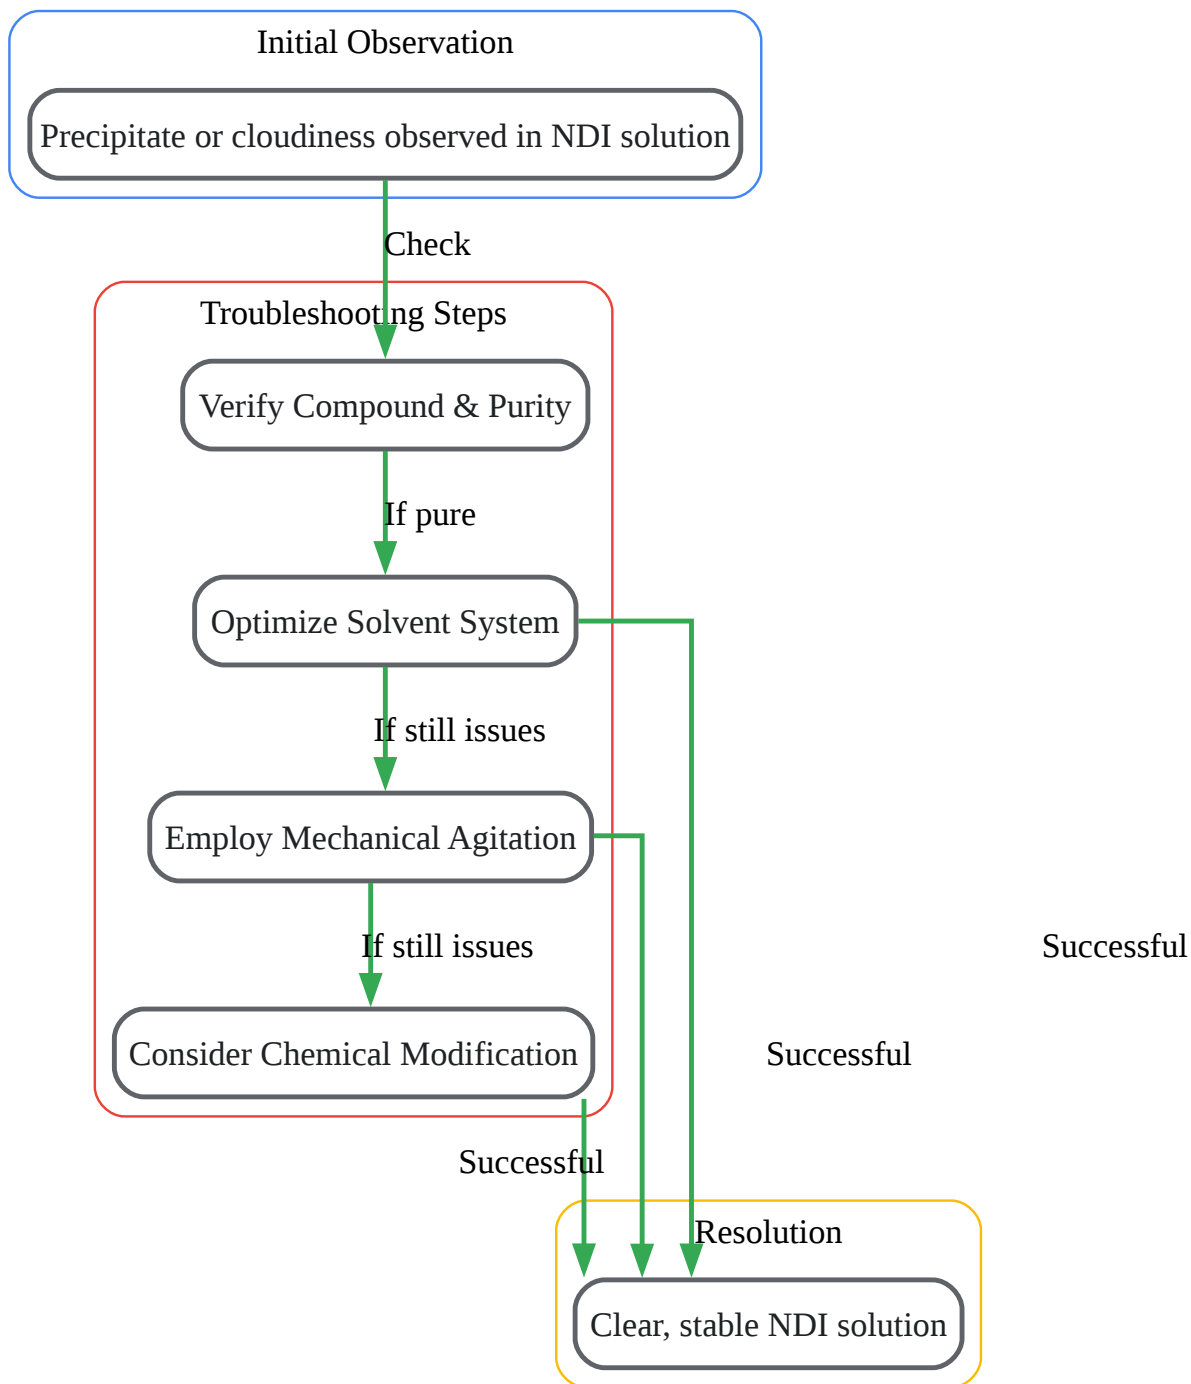 Initial Observation
Precipitate or cloudiness observed in NDI solution
Check
Troubleshooting Steps
Verify Compound & Purity
If pure
Optimize Solvent System
If still issues
Employ Mechanical Agitation
If still issues
Successful
Consider Chemical Modification
Successful
Successful
Resolution
Clear, stable NDI solution